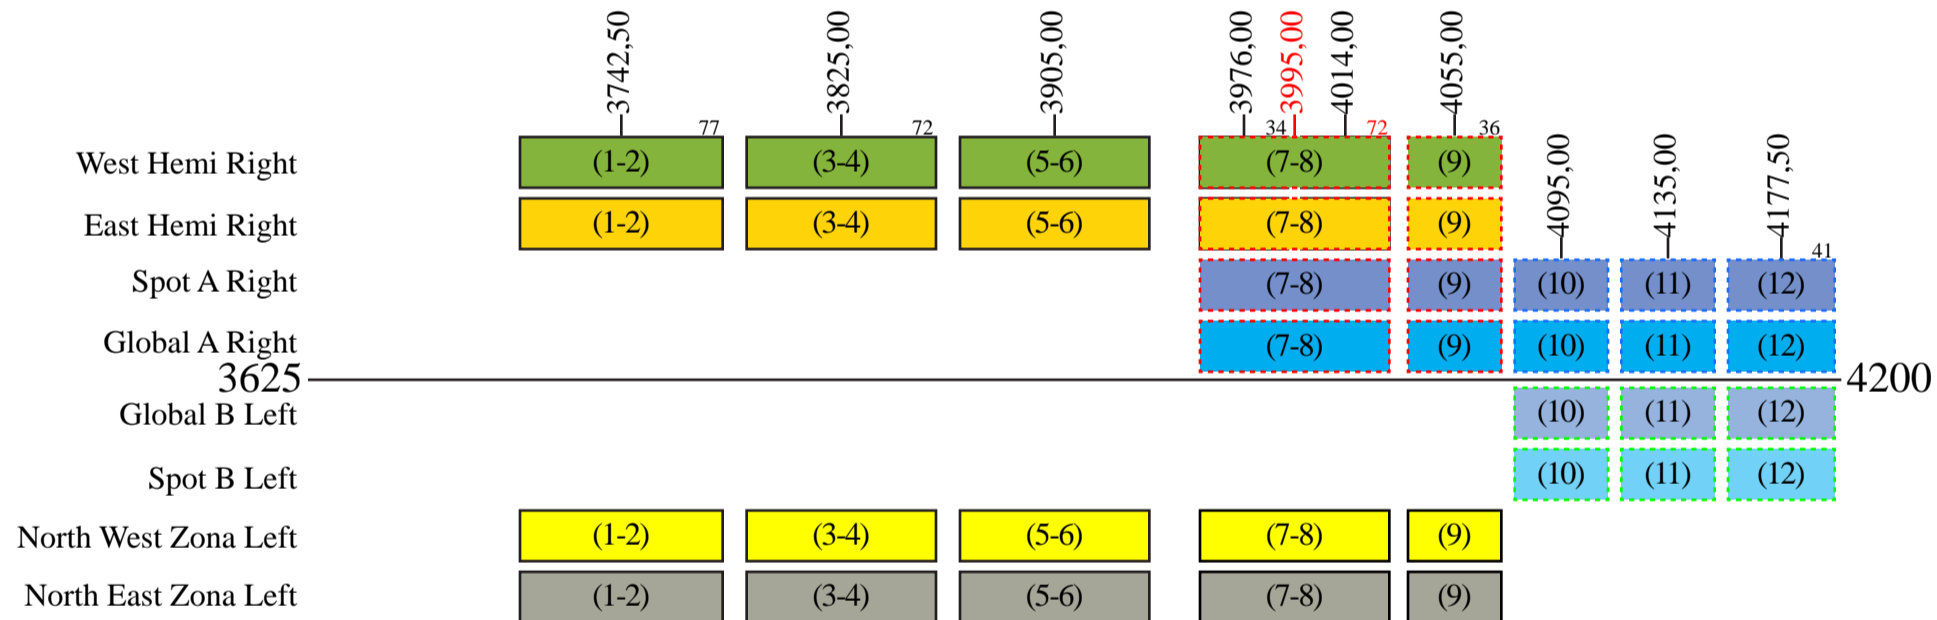 3742,50 3825,00 3905,00 3976,00 3995,00 4014,00 4055,00
77 72 34 72 36
West Hemi Right (1-2) (3-4) (5-6) (7-8) (9)
4095,00 4135,00 4177,50
East Hemi Right (1-2) (3-4) (5-6) (7-8) (9)
41
Spot A Right (7-8) (9) (10) (11) (12)
Global A Right (7-8) (9) (10) (11) (12)
3625 4200
Global B Left (10) (11) (12)
Spot B Left (10) (11) (12)
North West Zona Left (1-2) (3-4) (5-6) (7-8) (9)
North East Zona Left (1-2) (3-4) (5-6) (7-8) (9)